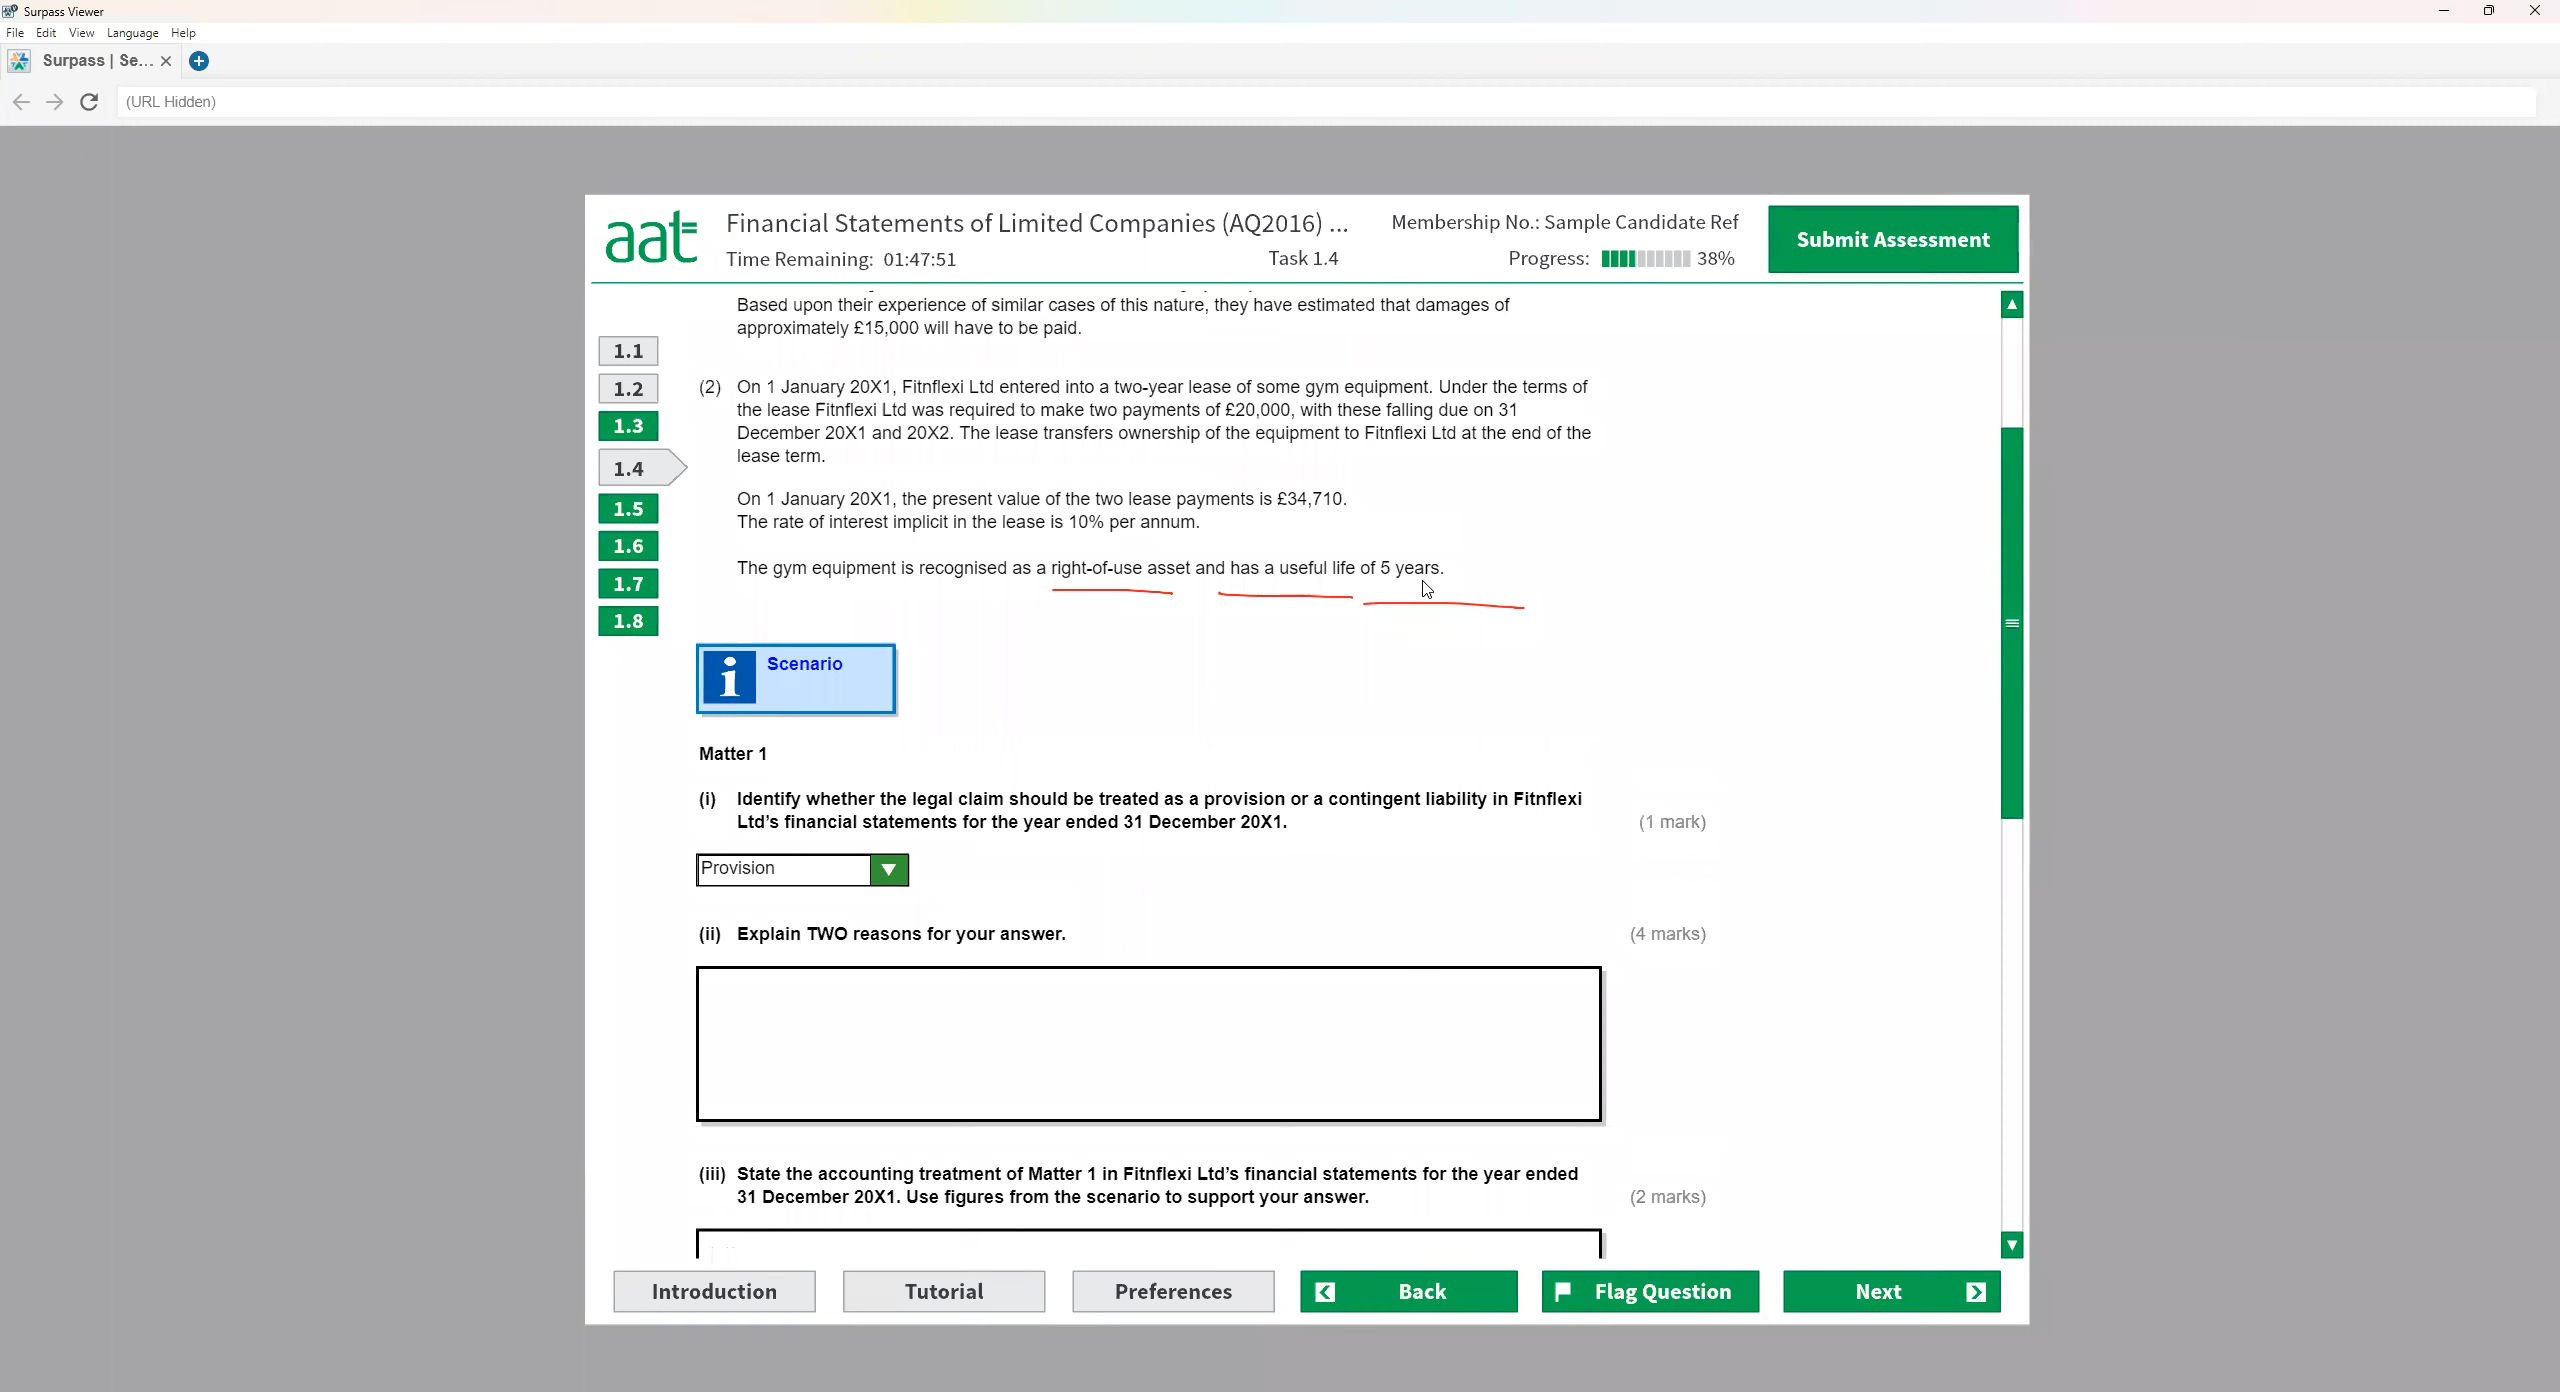 Surpass Viewer
File Edit View Language Help
Surpass | Se...
(URL Hidden)
aat
Financial Statements of Limited Companies (AQ2016) ...
Membership No.: Sample Candidate Ref
Submit Assessment
Time Remaining: 01:47:51
Task 1.4
Progress: 38%
Based upon their experience of similar cases of this nature, they have estimated that damages of
approximately £15,000 will have to be paid.
1.1
1.2
1.3
1.4
1.5
1.6
1.7
1.8
(2) On 1 January 20X1, Fitnflexi Ltd entered into a two-year lease of some gym equipment. Under the terms of
the lease Fitnflexi Ltd was required to make two payments of £20,000, with these falling due on 31
December 20X1 and 20X2. The lease transfers ownership of the equipment to Fitnflexi Ltd at the end of the
lease term.
On 1 January 20X1, the present value of the two lease payments is £34,710.
The rate of interest implicit in the lease is 10% per annum.
The gym equipment is recognised as a right-of-use asset and has a useful life of 5 years.
i Scenario
Matter 1
(i) Identify whether the legal claim should be treated as a provision or a contingent liability in Fitnflexi
Ltd's financial statements for the year ended 31 December 20X1.
(1 mark)
Provision
(ii) Explain TWO reasons for your answer.
(4 marks)
(iii) State the accounting treatment of Matter 1 in Fitnflexi Ltd's financial statements for the year ended
31 December 20X1. Use figures from the scenario to support your answer.
(2 marks)
Introduction
Tutorial
Preferences
Back
Flag Question
Next